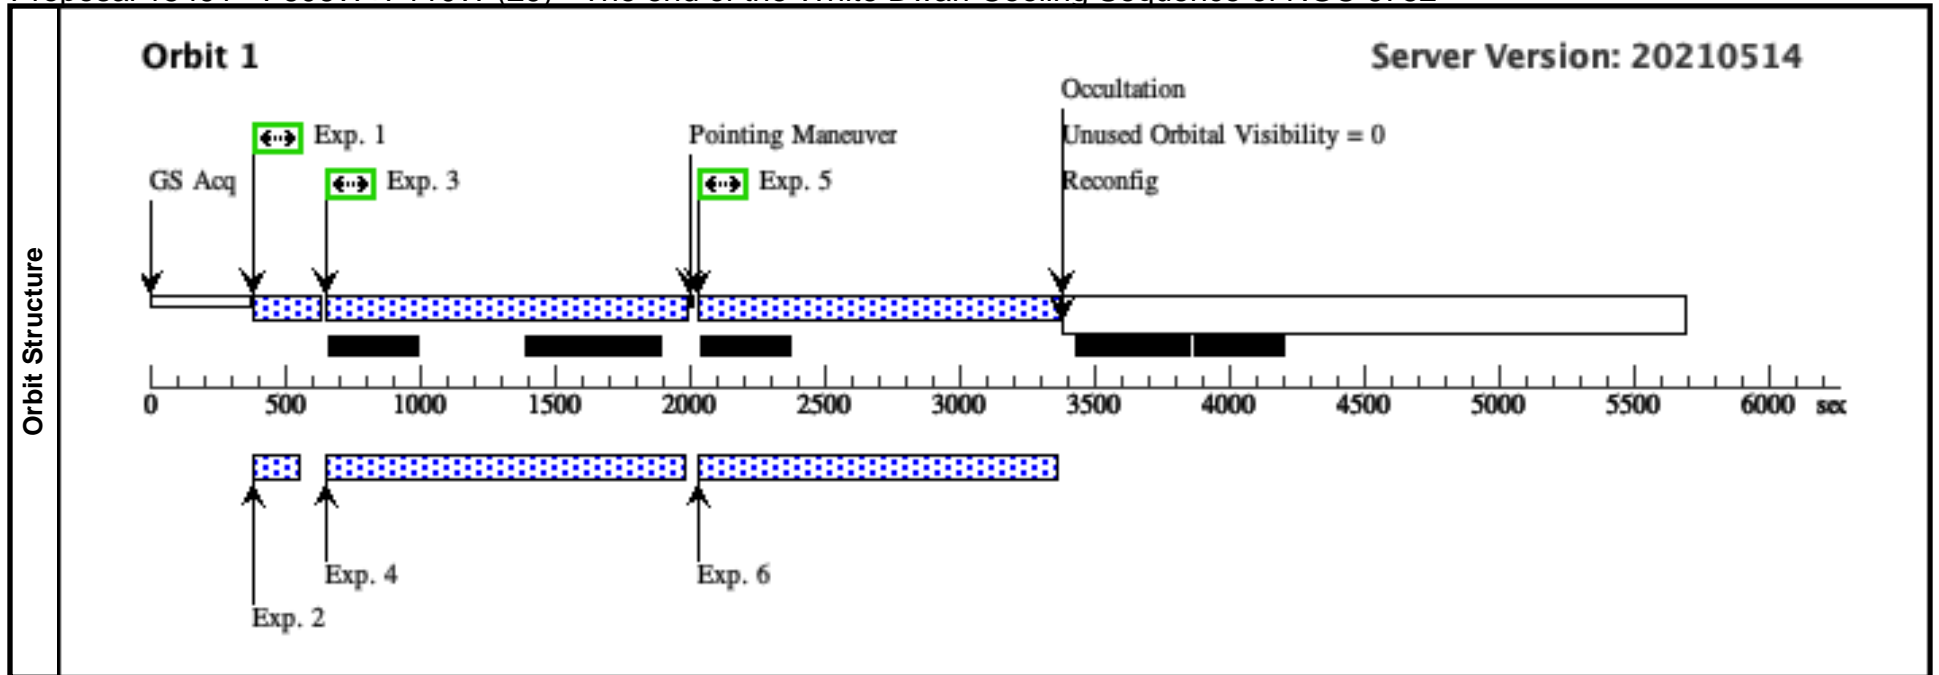 Orbit 1
Server Version: 20210514
Occultation
Exp. 1
Pointing Maneuver
Unused Orbital Visibility = 0
GS Acq
Exp. 3
Exp. 5
Reconfig
Orbit Structure
0 500 1000 1500 2000 2500 3000 3500 4000 4500 5000 5500 6000 sec
Exp. 4
Exp. 6
Exp. 2